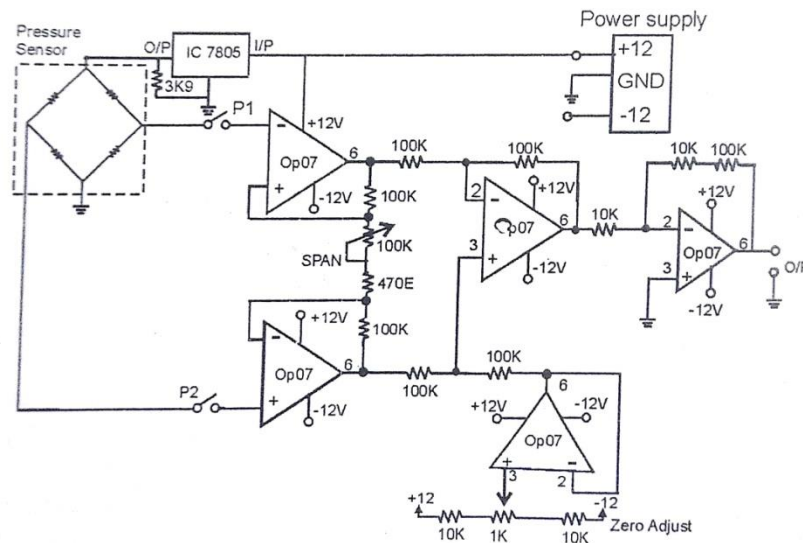 Power supply
Pressure
Sensor
O/P
IC 7805
I/P
+12
GND
-12
3K9
P1
+12V
-
Op07
+
6
-12V
100K
100K
100K
100K
SPAN
470E
100K
2
-
+12V
Op07
6
3
+
-12V
10K
10K
100K
+12V
2
-
Op07
6
3
+
-12V
O/P
-
+12V
Op07
6
+
-12V
P2
100K
100K
6
+12V
-12V
Op07
+
-
3
2
+12
-12
10K
1K
10K
Zero Adjust